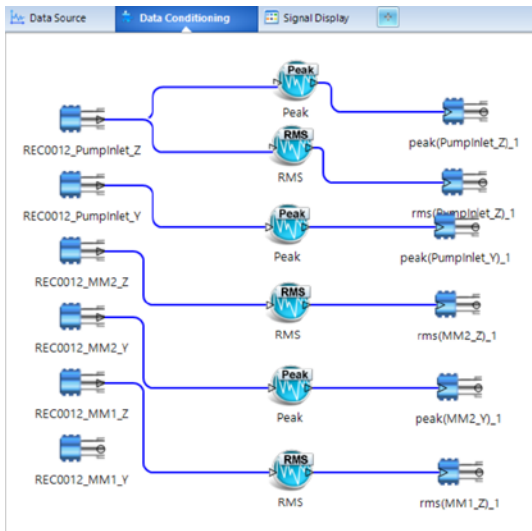 Data Source
Data Conditioning
Signal Display
Peak
Peak
peak(PumpInlet_Z)_1
REC0012_PumpInlet_Z
RMS
RMS
rms(PumpInlet_Z)_1
REC0012_PumpInlet_Y
Peak
Peak
peak(PumpInlet_Y)_1
REC0012_MM2_Z
RMS
RMS
rms(MM2_Z)_1
REC0012_MM2_Y
Peak
Peak
peak(MM2_Y)_1
REC0012_MM1_Z
REC0012_MM1_Y
RMS
RMS
rms(MM1_Z)_1